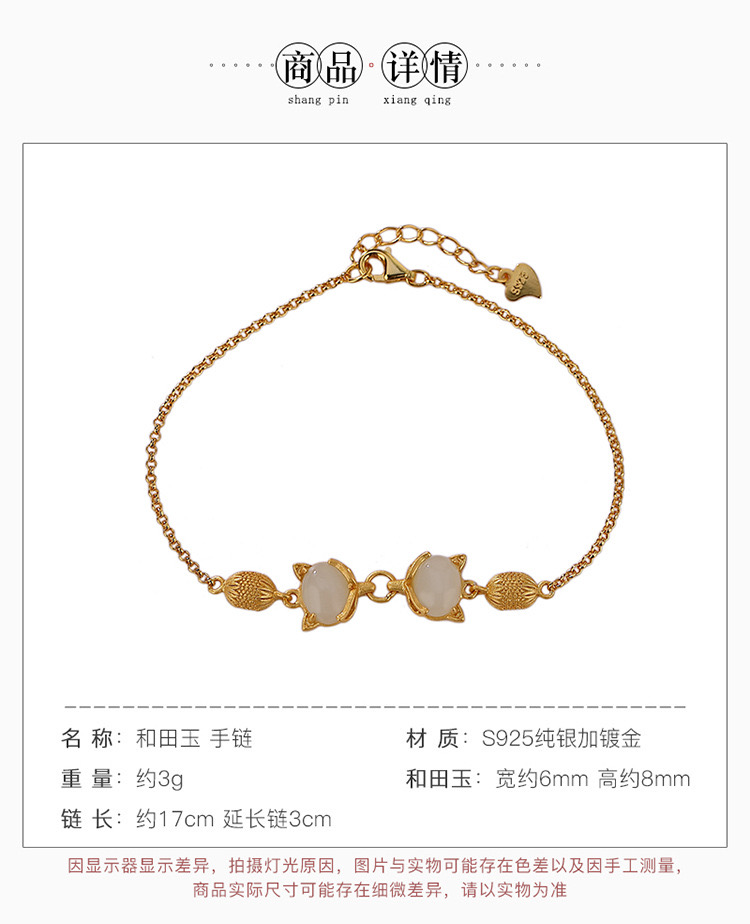 商品 详情
shang pin xiang qing
S925
名 称：和田玉 手链
材 质：S925纯银加镀金
重 量：约3g
和田玉：宽约6mm 高约8mm
链 长：约17cm 延长链3cm
因显示器显示差异，拍摄灯光原因，图片与实物可能存在色差以及因手工测量，
商品实际尺寸可能存在细微差异，请以实物为准